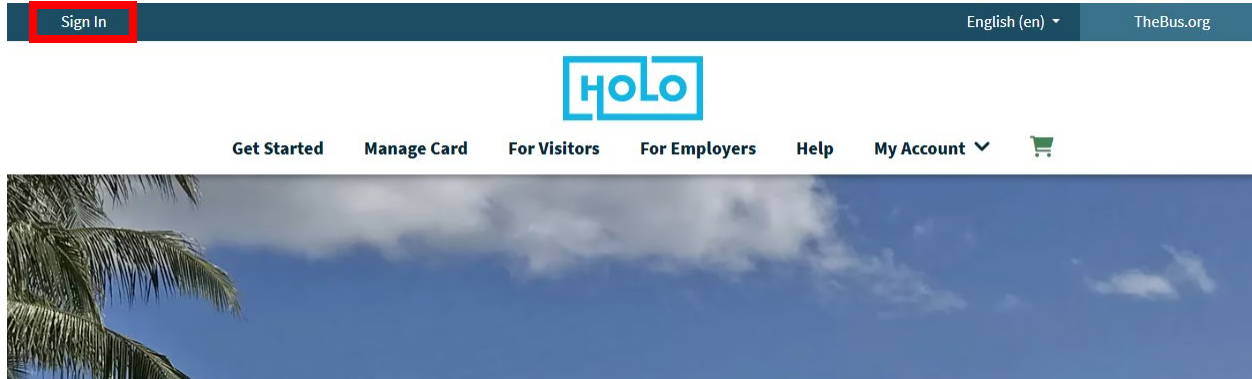 Sign In English (en) TheBus.org
HOLO
Get Started Manage Card For Visitors For Employers Help My Account